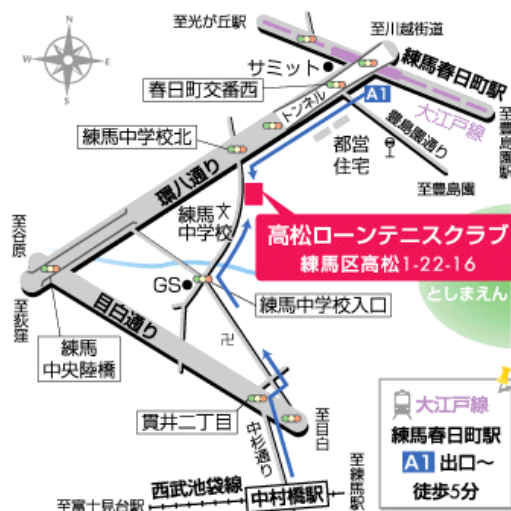 至光が丘駅
N
W
E
S
至川越街道
サミット
練馬春日町駅
春日町交番西
トンネル
A1
大江戸線
練馬中学校北
都営
住宅
豊島園通り
至豊島園駅
至豊島園
環八通り
練馬
中学校
文
高松ローンテニスクラブ
練馬区高松1-22-16
としまえん
至谷原
GS
練馬中学校入口
至荻窪
目白通り
練馬
中央陸橋
卍
貫井二丁目
至目白
中杉通り
大江戸線
練馬春日町駅
A1 出口～
徒歩5分
西武池袋線
中村橋駅
至練馬駅
至富士見台駅